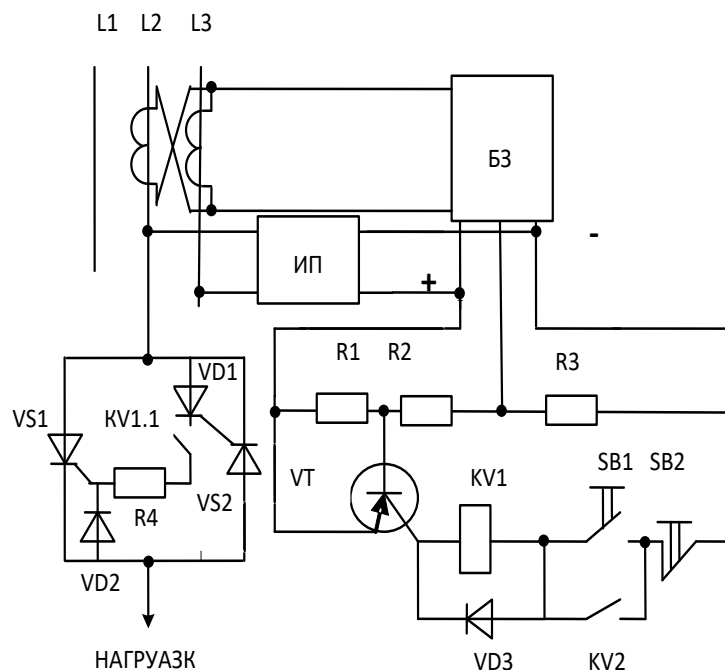 L1 L2 L3
БЗ
ИП
-
+
R1 R2 R3
VD1
VS1 KV1.1
VT KV1 SB1 SB2
R4 VS2
VD2
VD3 KV2
НАГРУАЗК